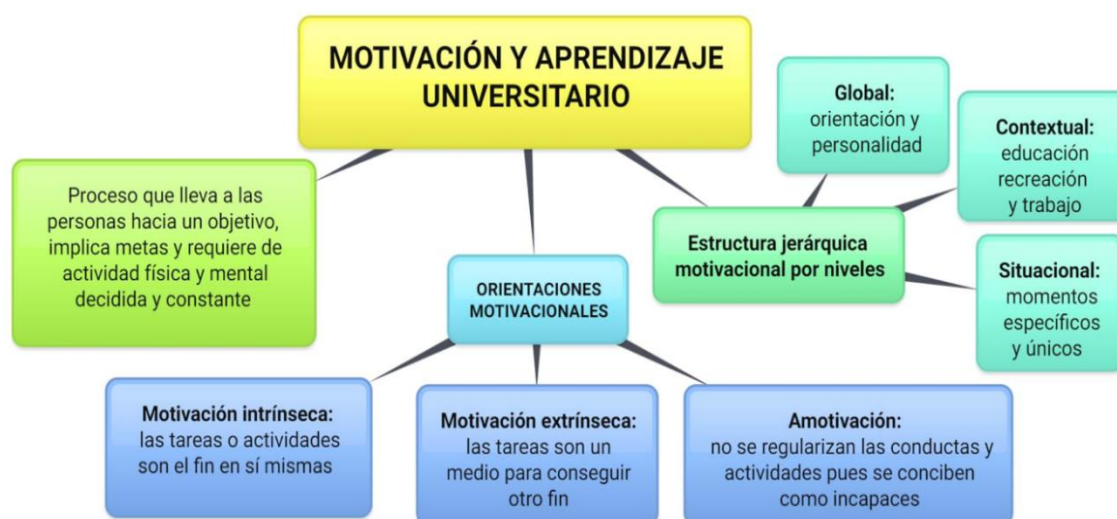 MOTIVACIÓN Y APRENDIZAJE
UNIVERSITARIO
Proceso que lleva a las
personas hacia un objetivo,
implica metas y requiere de
actividad física y mental
decidida y constante
ORIENTACIONES
MOTIVACIONALES
Motivación intrínseca:
las tareas o actividades
son el fin en sí mismas
Motivación extrínseca:
las tareas son un
medio para conseguir
otro fin
Amotivación:
no se regularizan las conductas y
actividades pues se conciben
como incapaces
Estructura jerárquica
motivacional por niveles
Global:
orientación y
personalidad
Contextual:
educación
recreación
y trabajo
Situacional:
momentos
específicos
y únicos